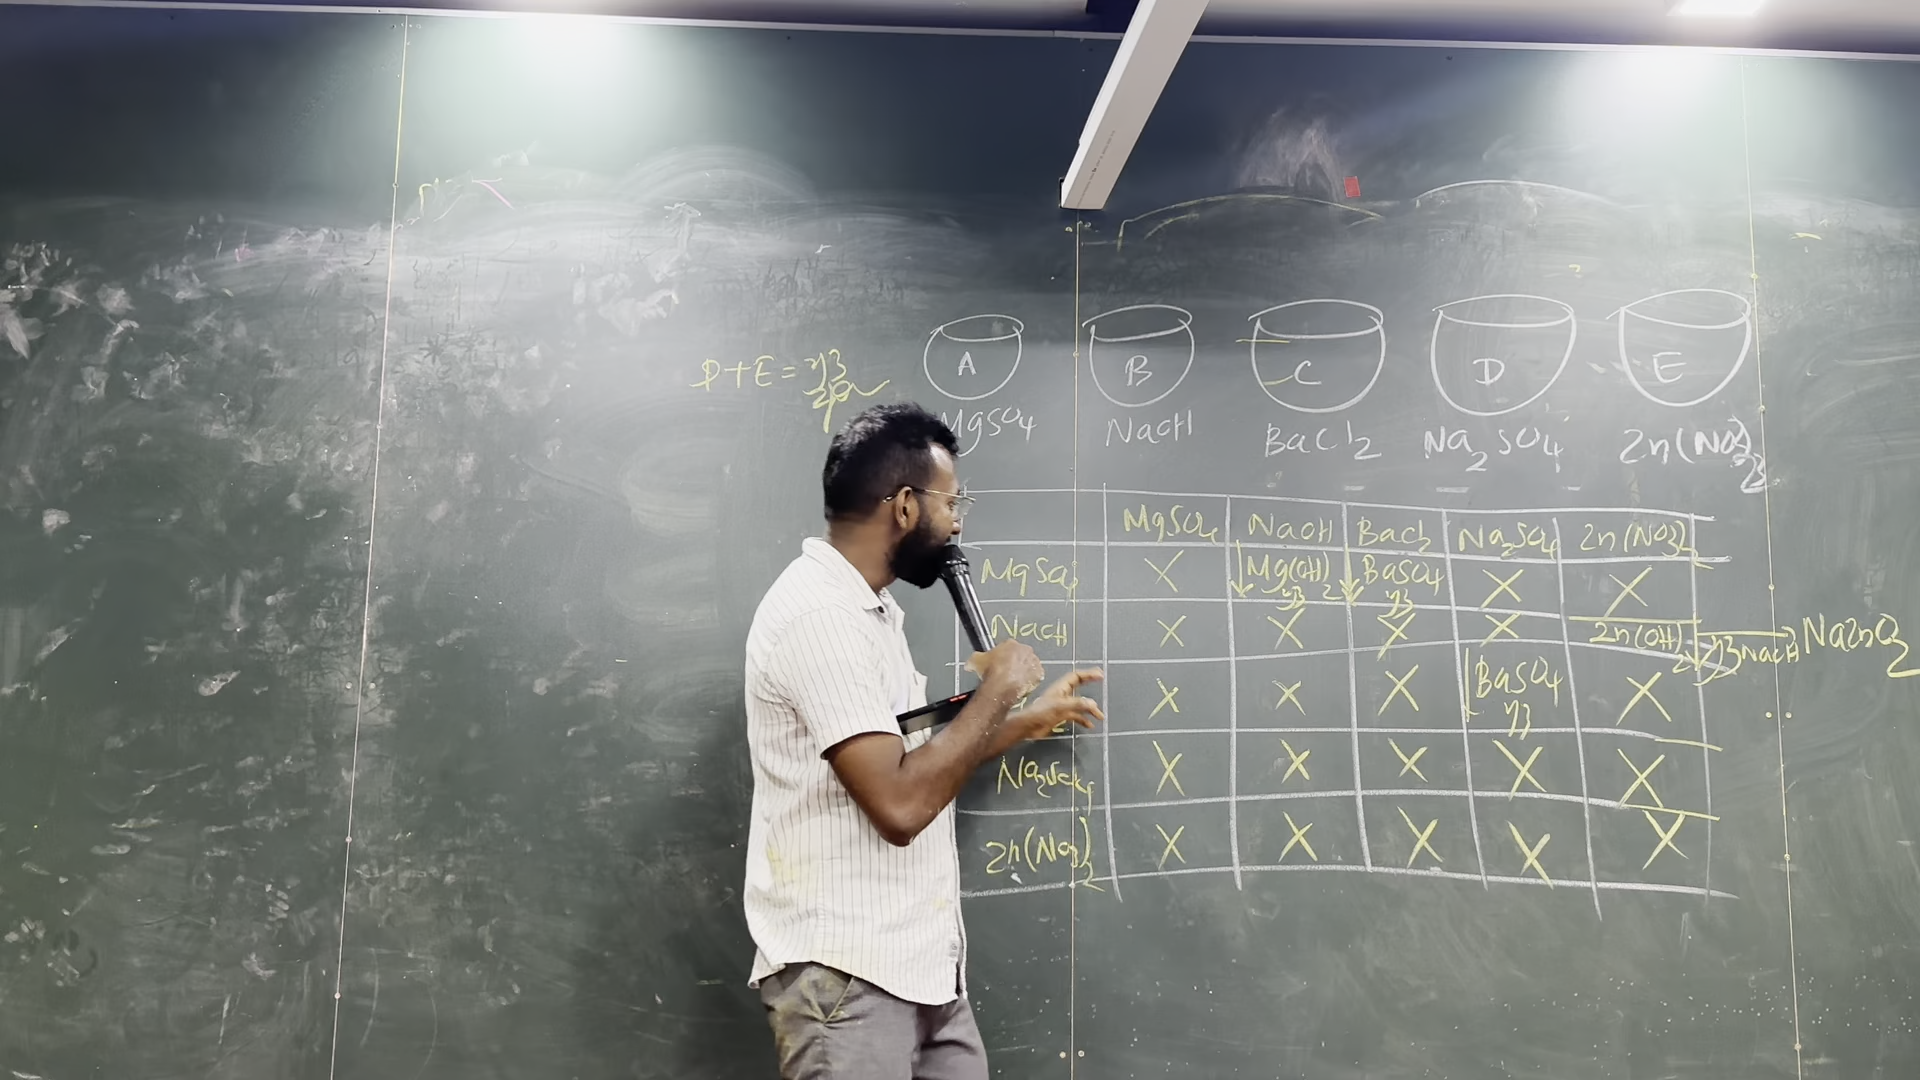 A B C D E
P+E =
MgSO4 NaOH BaCl2 Na2SO4 Zn(NO3)2
MgSO4 NaOH BaCl2 Na2SO4 Zn(NO3)2
MgSO4 X Mg(OH)2 BaSO4 X X
NaOH X X X X Zn(OH)2 NaOH NaZnO2
X X X BaSO4 X
Na2SO4 X X X X X
Zn(NO3)2 X X X X X